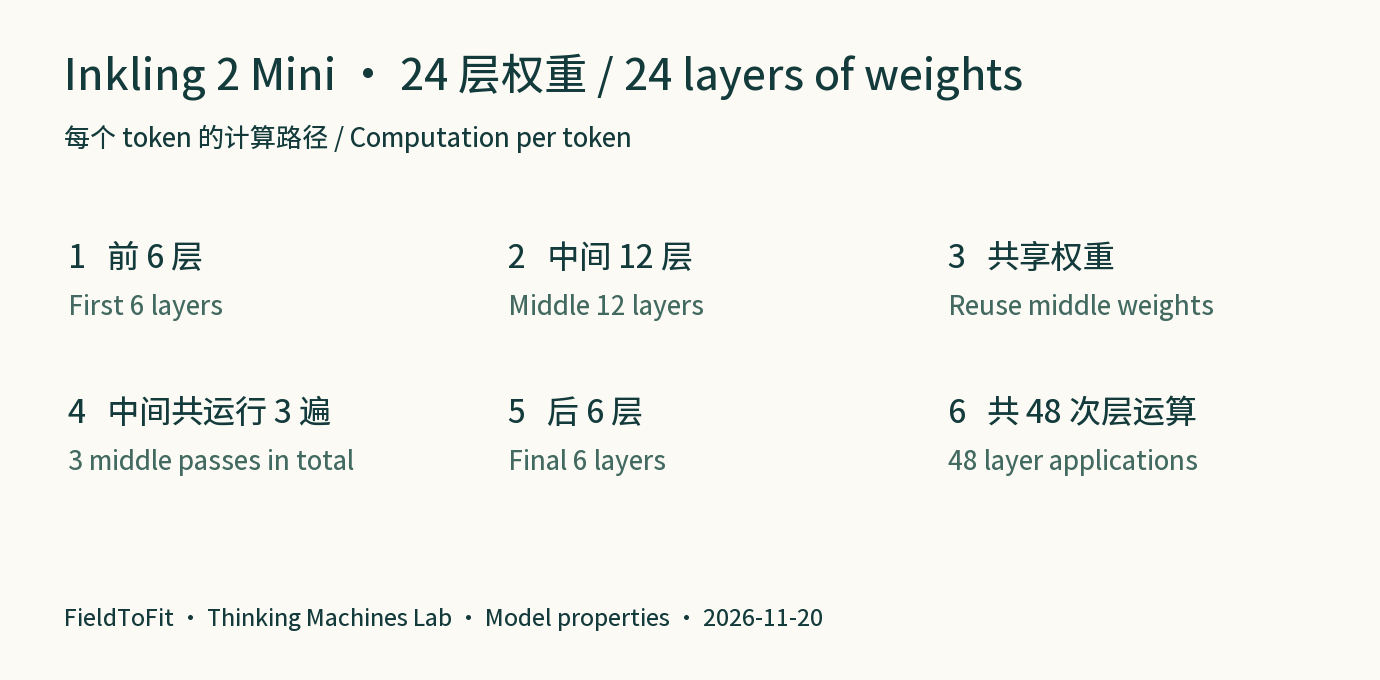 Inkling 2 Mini · 24 层权重 / 24 layers of weights
每个 token 的计算路径 / Computation per token
1 前 6 层
First 6 layers
2 中间 12 层
Middle 12 layers
3 共享权重
Reuse middle weights
4 中间共运行 3 遍
3 middle passes in total
5 后 6 层
Final 6 layers
6 共 48 次层运算
48 layer applications
FieldToFit · Thinking Machines Lab · Model properties · 2026-11-20